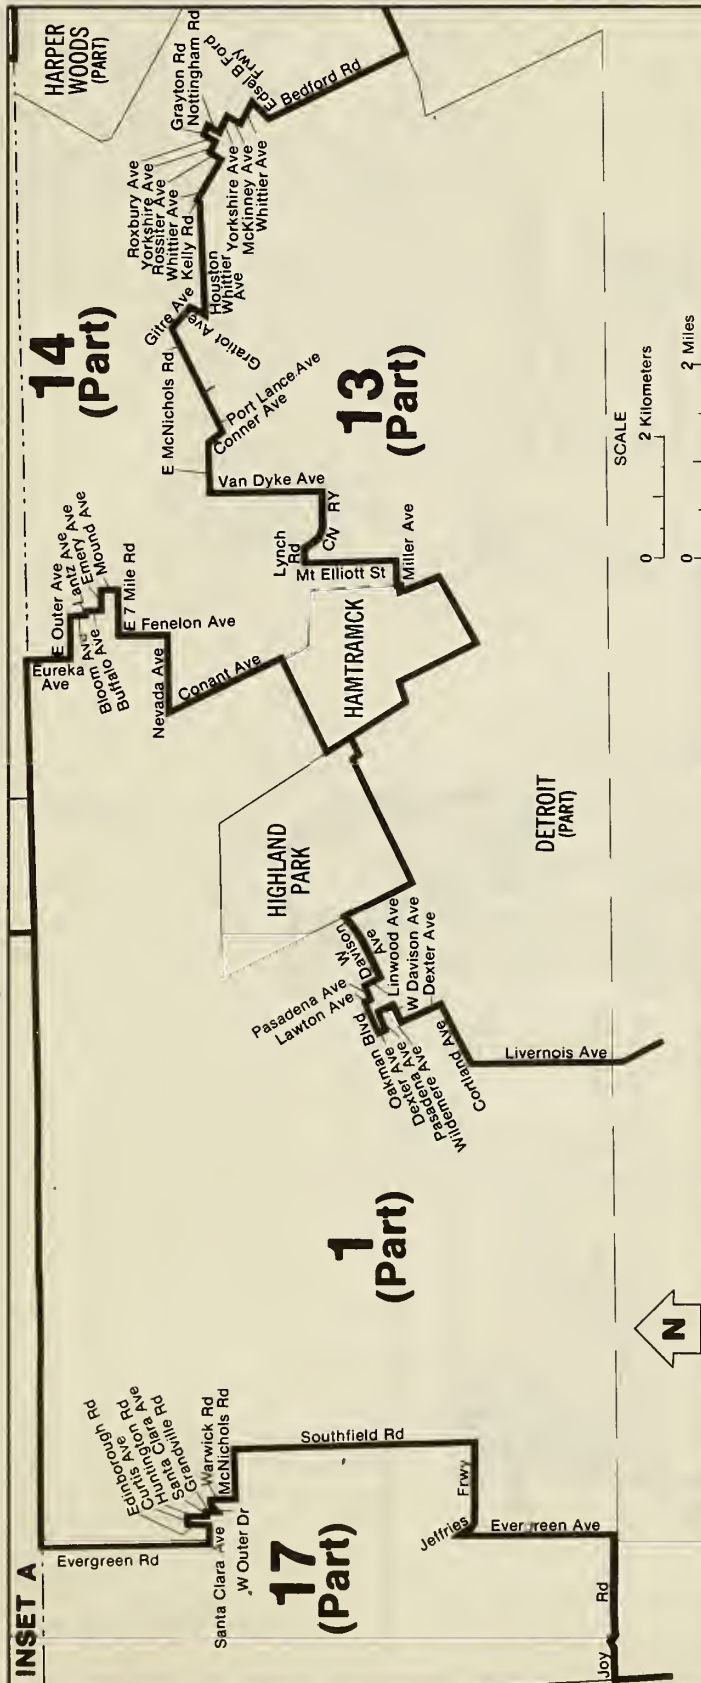 INSET A
HARPER
WOODS
(PART)
14
(Part)
Grayton Rd
Nottingham Rd
Edsel B Ford
Frwy
E Bedford Rd
Roxbury Ave
Yorkshire Ave
Rossiter Ave
Whittier Ave
Kelly Rd
Yorkshire Ave
McKinney Ave
Whittier Ave
Houston
Whittier
Ave
Gitre Ave
Gratiot Ave
E McNichols Rd
Port Lance Ave
Conner Ave
Van Dyke Ave
13
(Part)
CN RY
Lynch
Rd
Mt Elliott St
Miller Ave
E Outer Ave
Lantz Ave
Emery Ave
Mound
E 7 Mile Rd
Eureka
Ave
Bloom Ave
Buffalo
Fenelon Ave
Nevada Ave
Conant Ave
HAMTRAMCK
HIGHLAND
PARK
DETROIT
(PART)
SCALE
0 2 Kilometers
0 2 Miles
W
Davison
Ave
Linwood Ave
W Davison Ave
Dexter Ave
Pasadena Ave
Lawton Ave
Oakman Blvd
Oakman
Dexter Ave
Pasadena Ave
Wildemere Ave
Cortland Ave
Livernois Ave
1
(Part)
N
Edinborough Rd
Curtis Ave
Huntington Rd
Santa Clara Ave
Grandville Rd
Warwick Rd
McNichols Rd
Southfield Rd
Evergreen Rd
Santa Clara Ave
W Outer Dr
17
(Part)
Jeffries
Frwy
Evergreen Ave
Joy
Rd